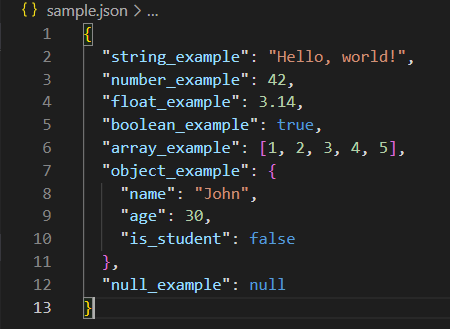 { } sample.json > ...
1 {
2   "string_example": "Hello, world!",
3   "number_example": 42,
4   "float_example": 3.14,
5   "boolean_example": true,
6   "array_example": [1, 2, 3, 4, 5],
7   "object_example": {
8     "name": "John",
9     "age": 30,
10     "is_student": false
11   },
12   "null_example": null
13 }